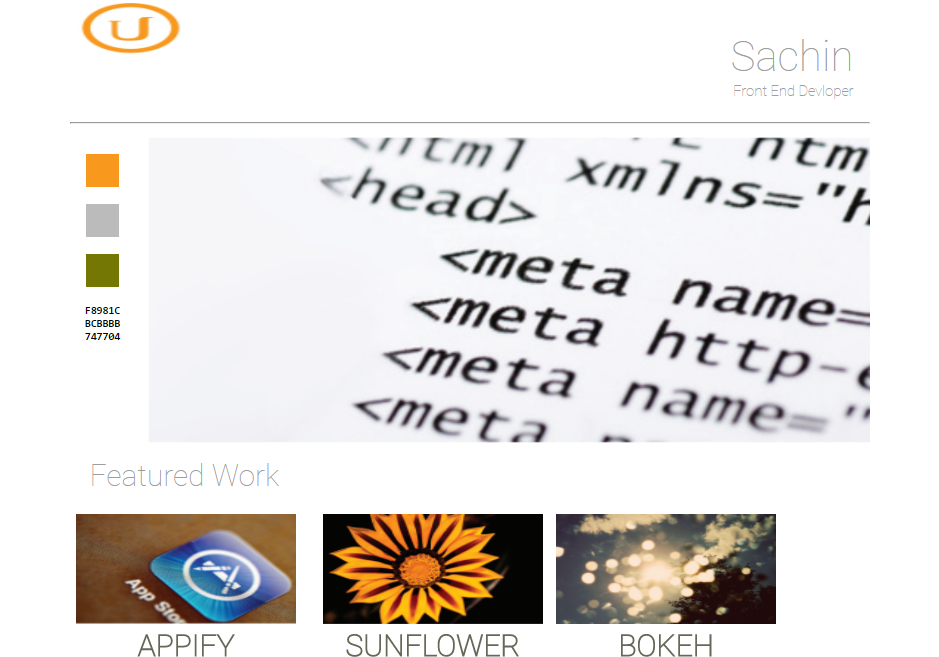 U
Sachin
Front End Devloper
F8981C
BCBBBB
747704
<html
xmlns="h
<head>
<meta name=
<meta http-e
<meta name="
<meta
Featured Work
App Sto
APPIFY
SUNFLOWER
BOKEH